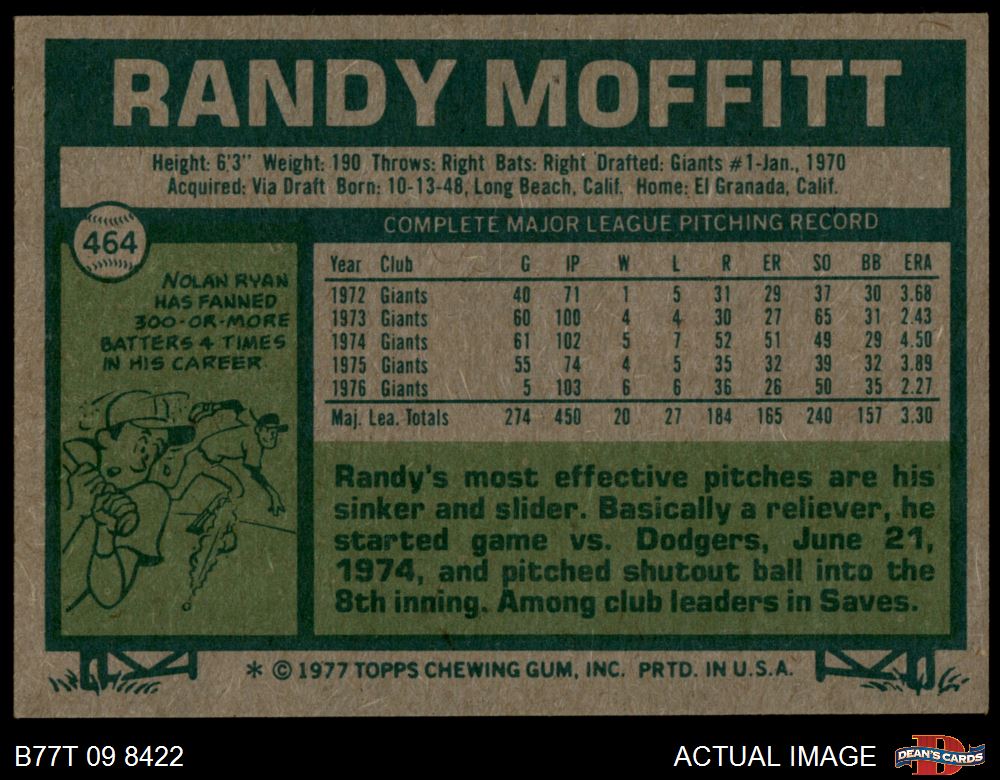 RANDY MOFFITT
Height: 6'3" Weight: 190 Throws: Right Bats: Right Drafted: Giants #1-Jan., 1970
Acquired: Via Draft Born: 10-13-48, Long Beach, Calif. Home: El Granada, Calif.
464
NOLAN RYAN
HAS FANNED
300-OR-MORE
BATTERS 4 TIMES
IN HIS CAREER.
COMPLETE MAJOR LEAGUE PITCHING RECORD
Year Club G IP W L R ER SO BB ERA
1972 Giants 40 71 1 5 31 29 37 30 3.68
1973 Giants 60 100 4 4 30 27 65 31 2.43
1974 Giants 61 102 5 7 52 51 49 29 4.50
1975 Giants 55 74 4 5 35 32 39 32 3.89
1976 Giants 5 103 6 6 36 26 50 35 2.27
Maj. Lea. Totals 274 450 20 27 184 165 240 157 3.30
Randy's most effective pitches are his
sinker and slider. Basically a reliever, he
started game vs. Dodgers, June 21,
1974, and pitched shutout ball into the
8th inning. Among club leaders in Saves.
* © 1977 TOPPS CHEWING GUM, INC. PRTD. IN U.S.A.
B77T 09 8422
ACTUAL IMAGE
D
DEAN'S CARDS